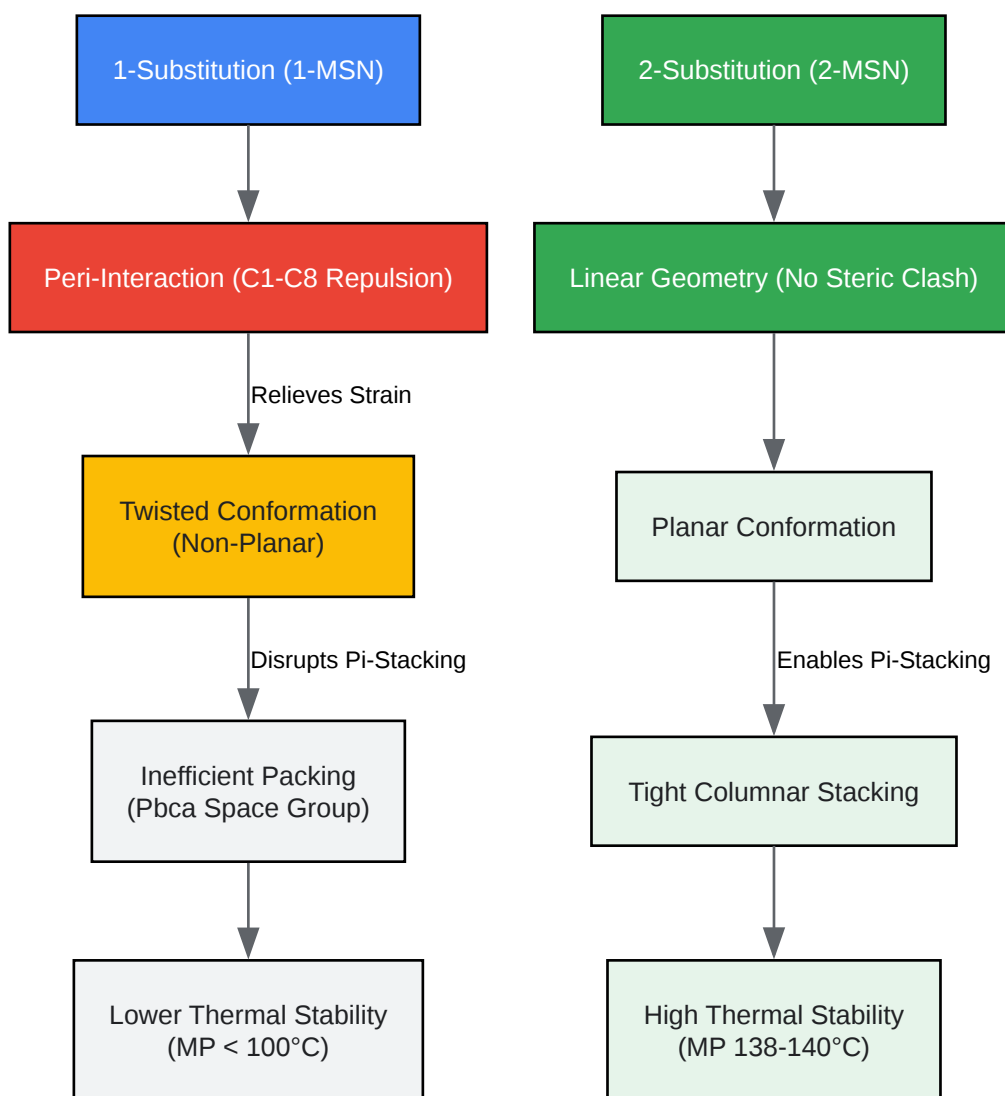 1-Substitution (1-MSN)
2-Substitution (2-MSN)
Peri-Interaction (C1-C8 Repulsion)
Linear Geometry (No Steric Clash)
Relieves Strain
Twisted Conformation
(Non-Planar)
Planar Conformation
Disrupts Pi-Stacking
Enables Pi-Stacking
Inefficient Packing
(Pbca Space Group)
Tight Columnar Stacking
Lower Thermal Stability
(MP < 100°C)
High Thermal Stability
(MP 138-140°C)